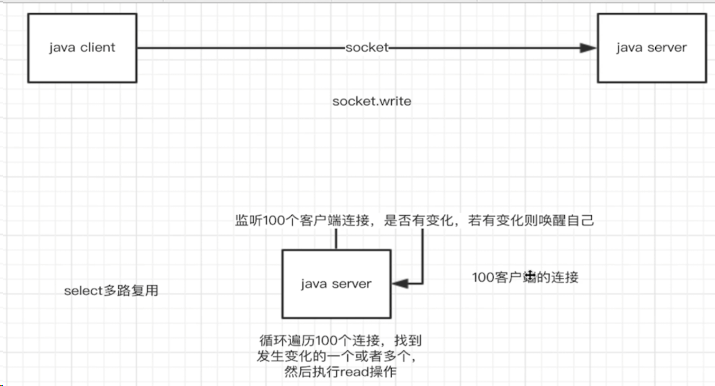 java client
socket
java server
socket.write
监听100个客户端连接，是否有变化，若有变化则唤醒自己
java server
100客户端的连接
select多路复用
循环遍历100个连接，找到
发生变化的一个或者多个，
然后执行read操作